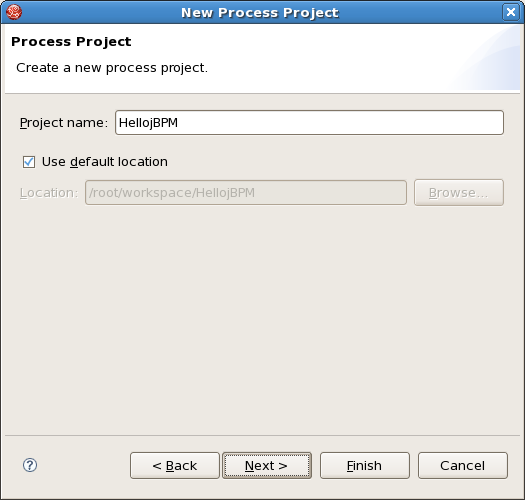 New Process Project
Process Project
Create a new process project.
Project name: HellojBPM
Use default location
Location: /root/workspace/HellojBPM Browse...
? < Back Next > Finish Cancel